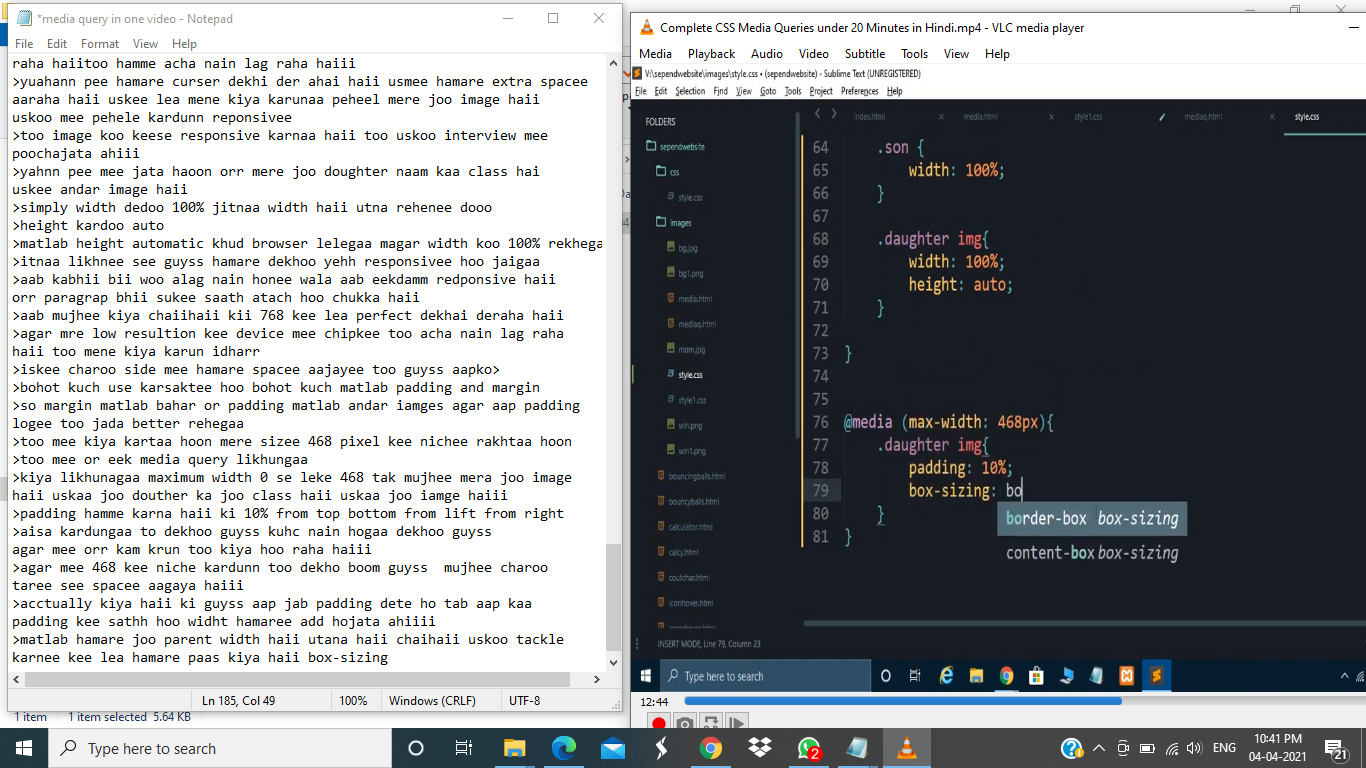 *media query in one video - Notepad
File Edit Format View Help
raha haiitoo hamme acha nain lag raha haiii
>yuahann pee hamare curser dekhi der ahai haii usmee hamare extra spacee
aaraha haii uskee lea mene kiya karunaa peheel mere joo image haii
uskoo mee pehele kardunn reponsivee
>too image koo keese responsive karnaa haii too uskoo interview mee
poochajata ahiii
>yahnn pee mee jata haoon orr mere joo doughter naam kaa class hai
uskee andar image haii
>simply width dedoo 100% jitnaa width haii utna rehenee dooo
>height kardoo auto
>matlab height automatic khud browser lelegaa magar width koo 100% rekhega
>itnaa likhnee see guyss hamare dekhoo yehh responsivee hoo jaigaa
>aab kabhii bii woo alag nain honee wala aab eekdamm redponsive haii
orr paragrap bhii sukee saath atach hoo chukka haii
>aab mujhee kiya chaiihaii kii 768 kee lea perfect dekhai deraha haii
>agar mre low resultion kee device mee chipkee too acha nain lag raha
haii too mene kiya karun idharr
>iskee charoo side mee hamare spacee aajayee too guyss aapko>
>bohot kuch use karsaktee hoo bohot kuch matlab padding and margin
>so margin matlab bahar or padding matlab andar iamges agar aap padding
logee too jada better rehegaa
>too mee kiya kartaa hoon mere sizee 468 pixel kee nichee rakhtaa hoon
>too mee or eek media query likhungaa
>kiya likhunagaa maximum width 0 se leke 468 tak mujhee mera joo image
haii uskaa joo douther ka joo class haii uskaa joo iamge haiii
>padding hamme karna haii ki 10% from top bottom from lift from right
>aisa kardungaa to dekhoo guyss kuhc nain hogaa dekhoo guyss
agar mee orr kam krun too kiya hoo raha haiii
>agar mee 468 kee niche kardunn too dekho boom guyss  mujhee charoo
taree see spacee aagaya haiii
>acctually kiya haii ki guyss aap jab padding dete ho tab aap kaa
padding kee sathh hoo widht hamaree add hojata ahiiii
>matlab hamare joo parent width haii utana haii chaihaii uskoo tackle
karnee kee lea hamare paas kiya haii box-sizing
Ln 185, Col 49 100% Windows (CRLF) UTF-8
1 item 1 item selected 5.64 KB
Complete CSS Media Queries under 20 Minutes in Hindi.mp4 - VLC media player
Media Playback Audio Video Subtitle Tools View Help
V:\sependwebsite\images\style.css • (sependwebsite) - Sublime Text (UNREGISTERED)
File Edit Selection Find View Goto Tools Project Preferences Help
FOLDERS
sependwebsite
css
style.css
images
bg.jpg
bg1.png
media.html
mediaq.html
mom.jpg
style.css
style1.css
win.png
win1.png
bouncingballs.html
bouncyballs.html
calculator.html
calcy.html
coutchar.html
iconhover.html
index.html media.html style1.css mediaq.html style.css
64 .son {
65 width: 100%;
66 }
67
68 .daughter img{
69 width: 100%;
70 height: auto;
71 }
72
73 }
74
75
76 @media (max-width: 468px){
77 .daughter img{
78 padding: 10%;
79 box-sizing: bo
border-box box-sizing
80 }
81 }
content-box box-sizing
INSERT MODE, Line 79, Column 23
Type here to search
12:44
Type here to search
2
ENG
10:41 PM
04-04-2021
21